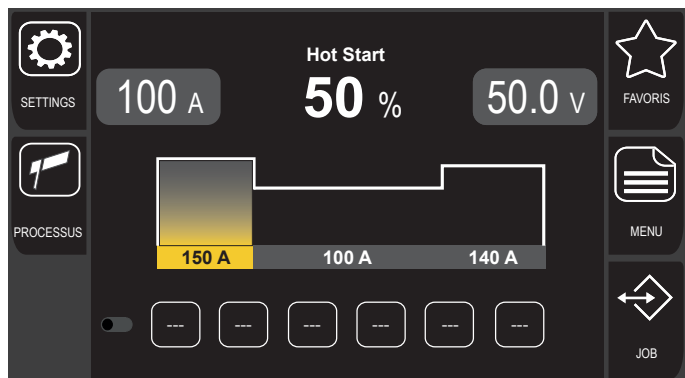 SETTINGS
PROCESSUS
Hot Start
100 A
50 %
50.0 V
150 A
100 A
140 A
---
---
---
---
---
---
FAVORIS
MENU
JOB